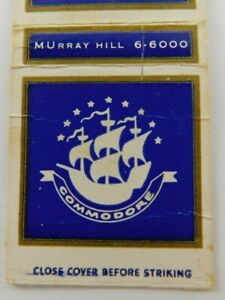 MURRAY HILL 6-6000
COMMODORE
CLOSE COVER BEFORE STRIKING